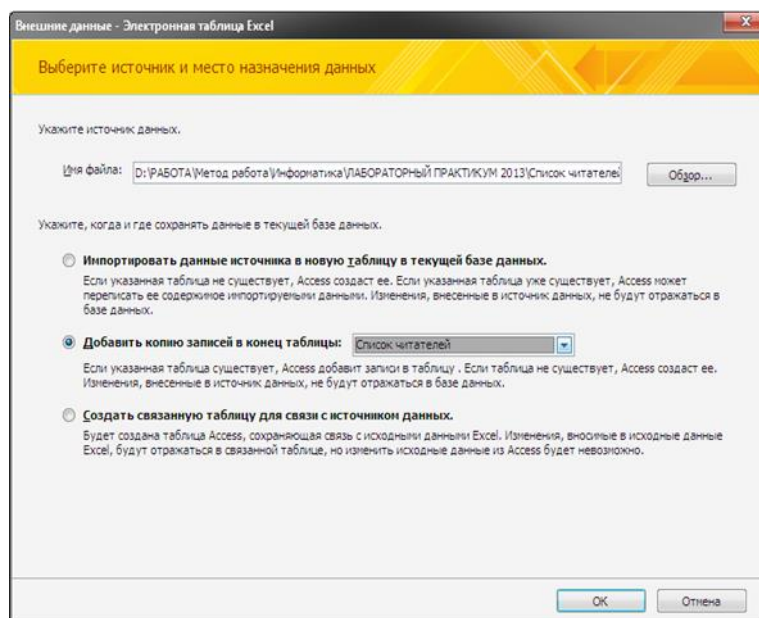 Внешние данные - Электронная таблица Excel
Выберите источник и место назначения данных
Укажите источник данных.
Имя файла: D:\РАБОТА\Метод работа\Информатика\ЛАБОРАТОРНЫЙ ПРАКТИКУМ 2013\Список читателей Обзор...
Укажите, когда и где сохранять данные в текущей базе данных.
Импортировать данные источника в новую таблицу в текущей базе данных.
Если указанная таблица не существует, Access создаст ее. Если указанная таблица уже существует, Access может
переписать ее содержимое импортируемыми данными. Изменения, внесенные в источник данных, не будут отражаться в
базе данных.
Добавить копию записей в конец таблицы: Список читателей
Если указанная таблица существует, Access добавит записи в таблицу . Если таблица не существует, Access создаст ее.
Изменения, внесенные в источник данных, не будут отражаться в базе данных.
Создать связанную таблицу для связи с источником данных.
Будет создана таблица Access, сохраняющая связь с исходными данными Excel. Изменения, вносимые в исходные данные
Excel, будут отражаться в связанной таблице, но изменить исходные данные из Access будет невозможно.
OK Отмена